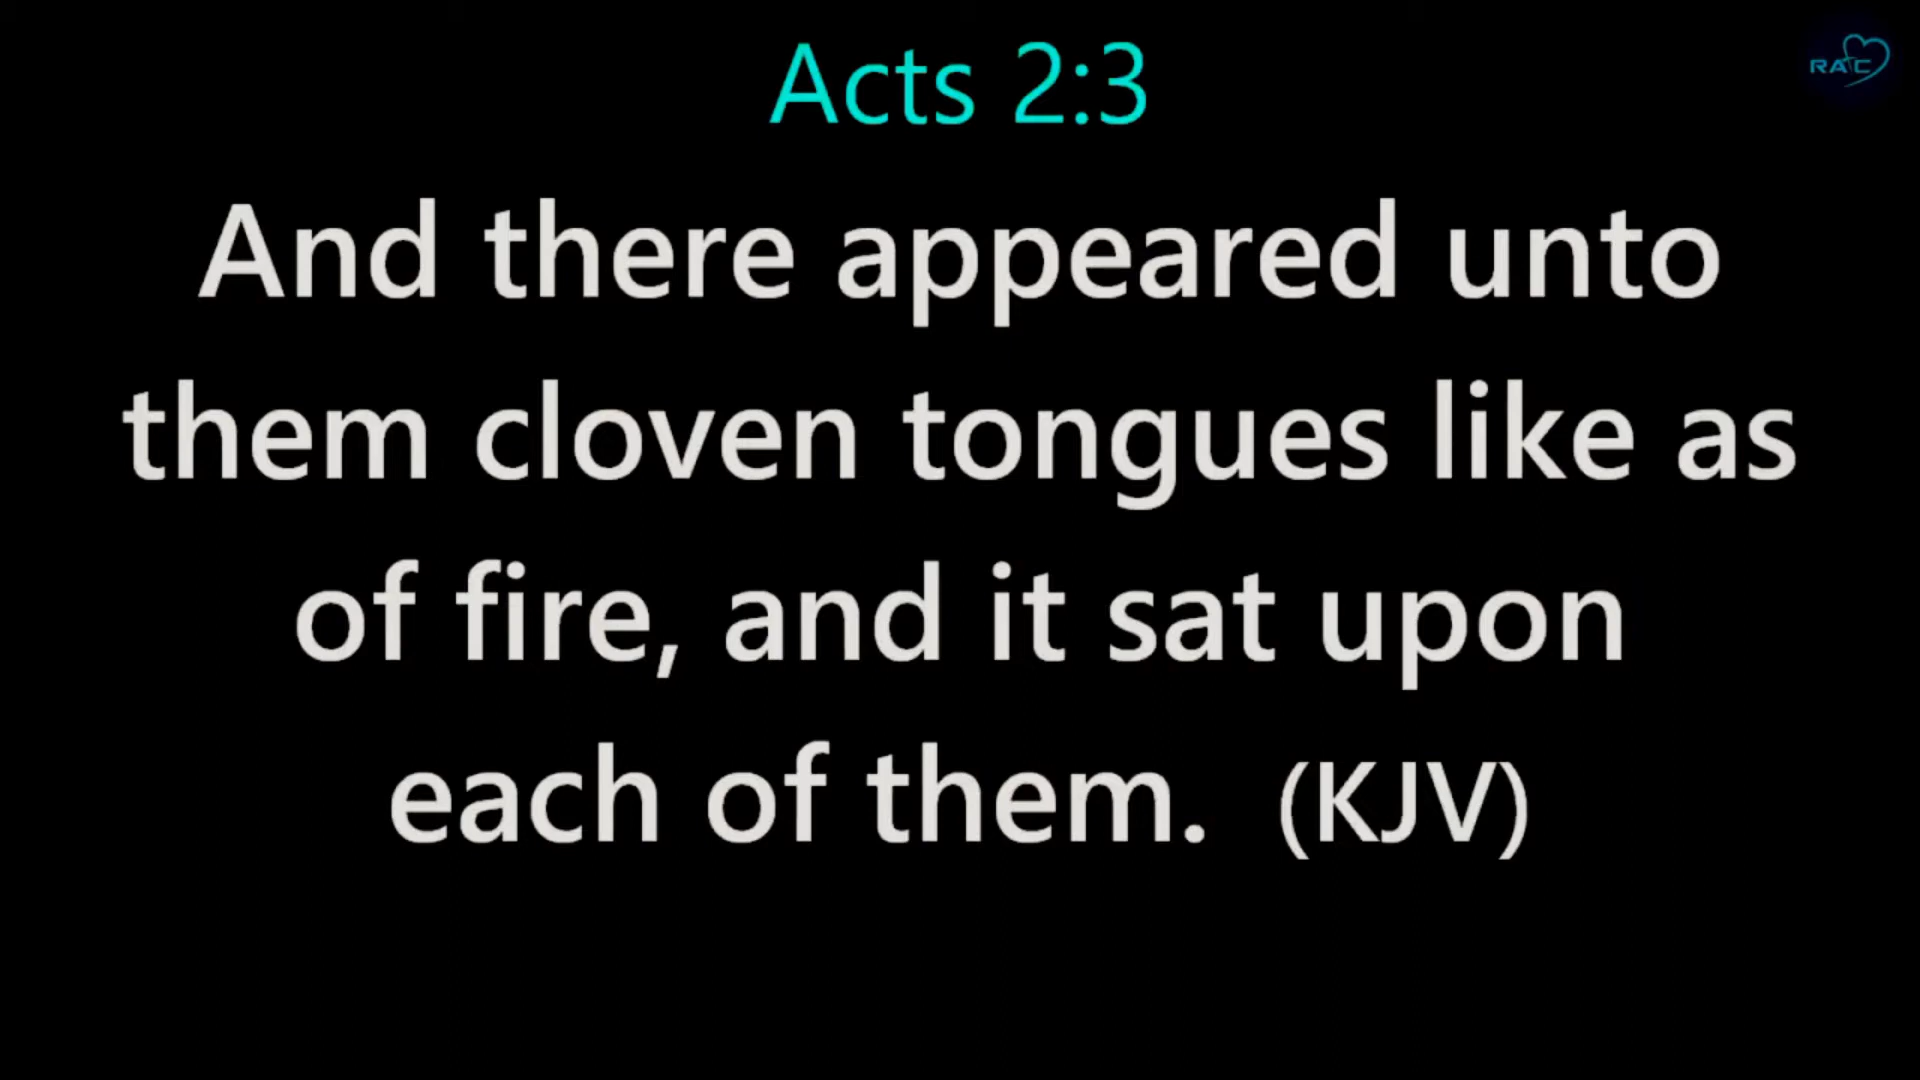 Acts 2:3
RAC
And there appeared unto
them cloven tongues like as
of fire, and it sat upon
each of them. (KJV)